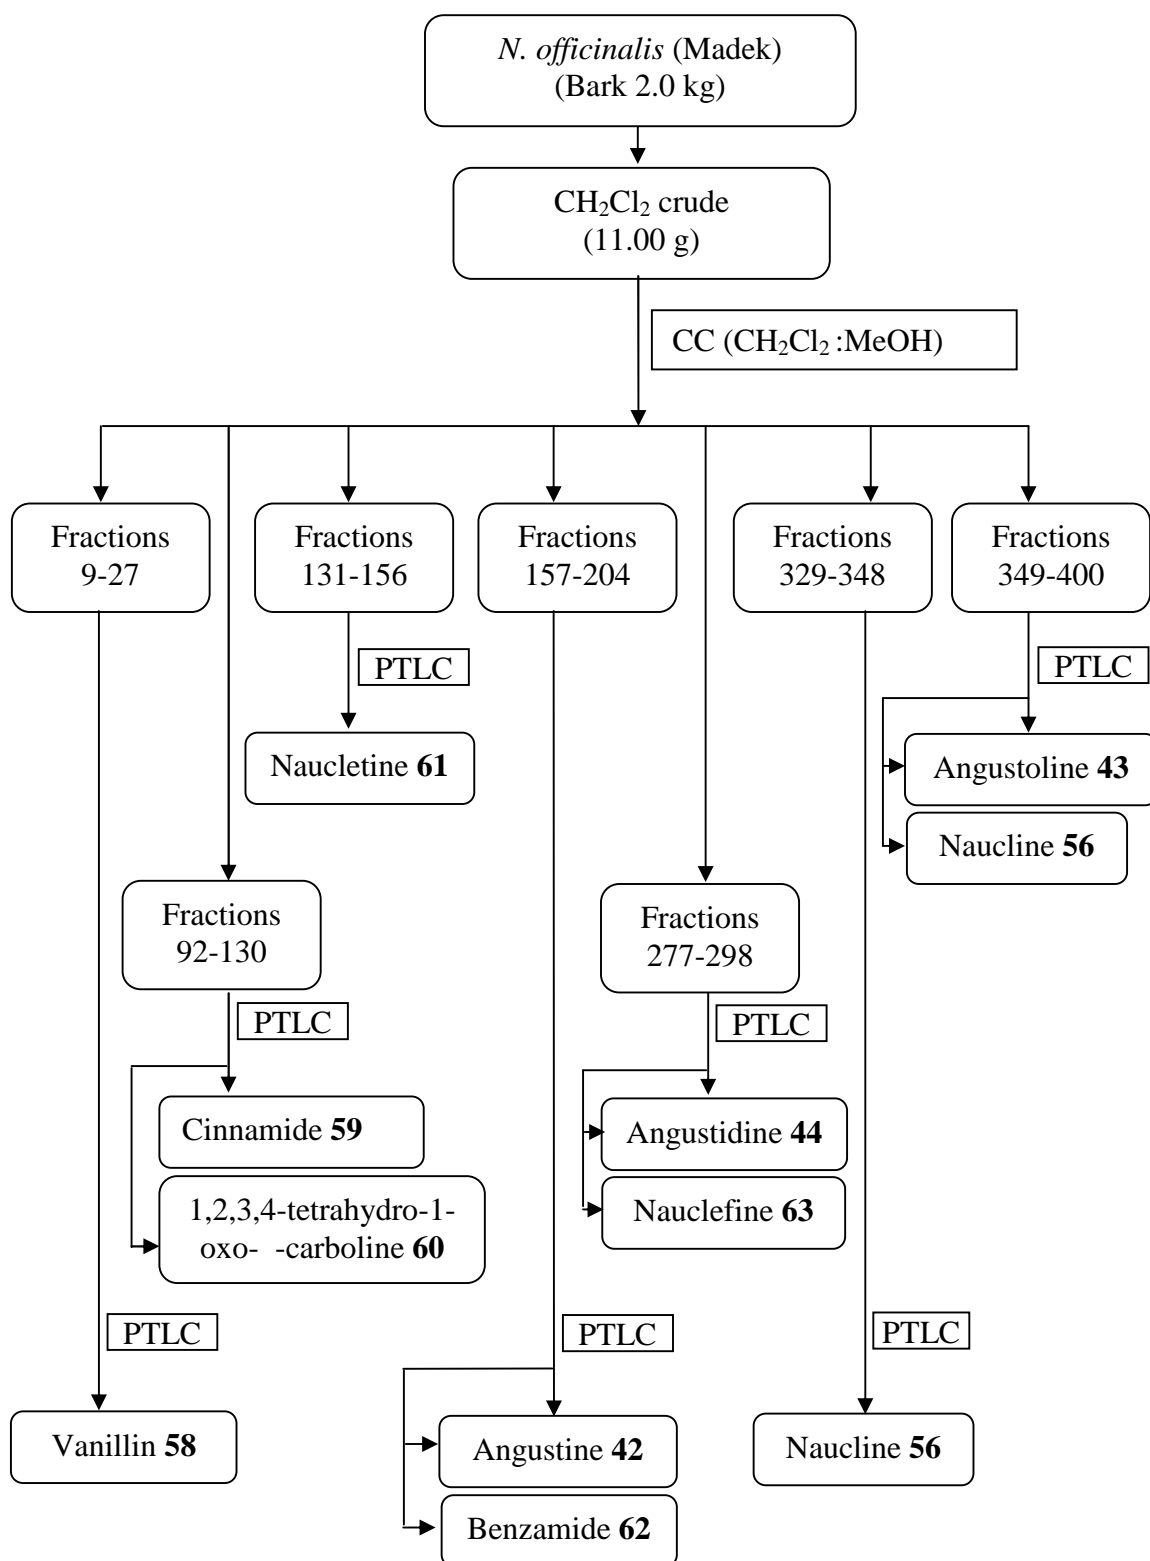 N. officinalis (Madek)
(Bark 2.0 kg)
CH₂Cl₂ crude
(11.00 g)
CC (CH₂Cl₂ :MeOH)
Fractions
9-27
Fractions
131-156
Fractions
157-204
Fractions
329-348
Fractions
349-400
PTLC
PTLC
Naucletine 61
Angustoline 43
Naucline 56
Fractions
92-130
Fractions
277-298
PTLC
PTLC
Cinnamide 59
Angustidine 44
1,2,3,4-tetrahydro-1-
oxo- -carboline 60
Nauclefine 63
PTLC
PTLC
PTLC
Vanillin 58
Angustine 42
Naucline 56
Benzamide 62